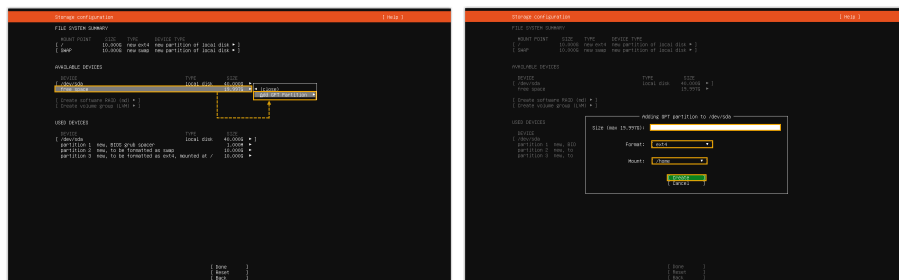 Storage configuration [ Help ]
FILE SYSTEM SUMMARY
MOUNT POINT SIZE TYPE DEVICE TYPE
[ / 10.000G new ext4 new partition of local disk ▸ ]
[ SWAP 10.000G new swap new partition of local disk ▸ ]
AVAILABLE DEVICES
DEVICE TYPE SIZE
[ /dev/sda local disk 40.000G ▸ ]
free space 19.997G ▸
◂ (close)
Add GPT Partition ▸
[ Create software RAID (md) ▸ ]
[ Create volume group (LVM) ▸ ]
USED DEVICES
DEVICE TYPE SIZE
[ /dev/sda local disk 40.000G ▸ ]
partition 1 new, BIOS grub spacer 1.000M ▸
partition 2 new, to be formatted as swap 10.000G ▸
partition 3 new, to be formatted as ext4, mounted at / 10.000G ▸
[ Done ]
[ Reset ]
[ Back ]
Storage configuration [ Help ]
FILE SYSTEM SUMMARY
MOUNT POINT SIZE TYPE DEVICE TYPE
[ / 10.000G new ext4 new partition of local disk ▸ ]
[ SWAP 10.000G new swap new partition of local disk ▸ ]
AVAILABLE DEVICES
DEVICE TYPE SIZE
[ /dev/sda local disk 40.000G ▸ ]
free space 19.997G ▸
[ Create software RAID (md) ▸ ]
[ Create volume group (LVM) ▸ ]
USED DEVICES
DEVICE
[ /dev/sda
partition 1 new, BIO
partition 2 new, to
partition 3 new, to
Adding GPT partition to /dev/sda
Size (max 19.997G):
Format: [ ext4 ▾ ]
Mount: [ /home ▾ ]
[ Create ]
[ Cancel ]
[ Done ]
[ Reset ]
[ Back ]